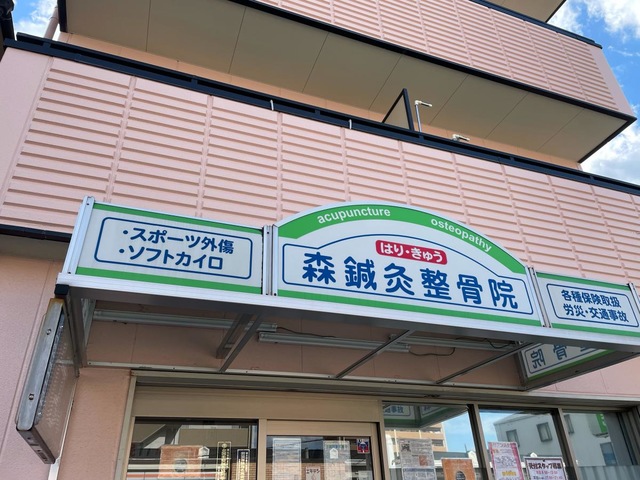 ・スポーツ外傷
・ソフトカイロ
acupuncture osteopathy
はり・きゅう
森鍼灸整骨院
各種保険取扱
労災・交通事故